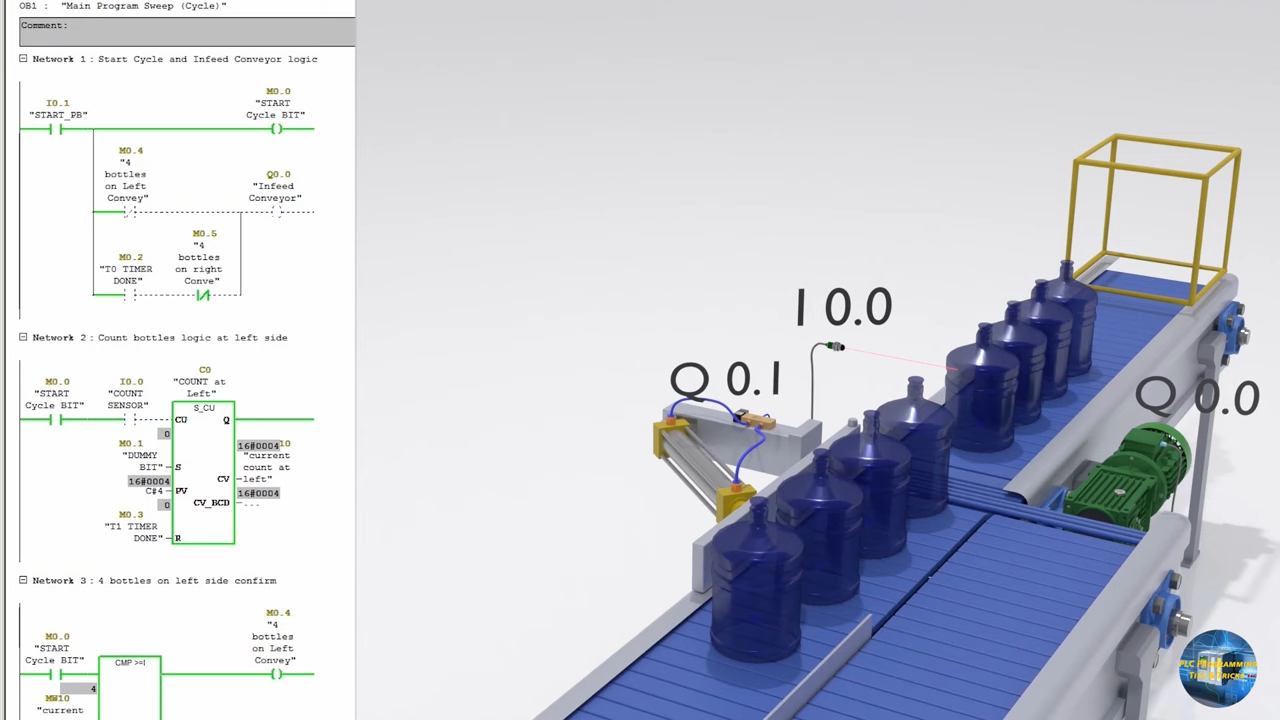 OB1 : "Main Program Sweep (Cycle)"
Comment:
Network 1 : Start Cycle and Infeed Conveyor logic
I0.1
"START_PB"
M0.0
"START
Cycle BIT"
M0.4
"4
bottles
on Left
Convey"
Q0.0
"Infeed
Conveyor"
M0.2
"T0 TIMER
DONE"
M0.5
"4
bottles
on right
Conve"
Network 2 : Count bottles logic at left side
M0.0
"START
Cycle BIT"
I0.0
"COUNT
SENSOR"
C0
"COUNT at
Left"
S_CU
CU
Q
0
M0.1
"DUMMY
BIT"
S
16#0004
C#4
PV
0
M0.3
"T1 TIMER
DONE"
R
16#0004
10
"current
count at
left"
CV
16#0004
CV_BCD
...
Network 3 : 4 bottles on left side confirm
M0.0
"START
Cycle BIT"
CMP >=I
M0.4
"4
bottles
on Left
Convey"
4
MW10
"current
I 0.0
Q 0.1
Q 0.0
PLC Programming
Tips & Tricks